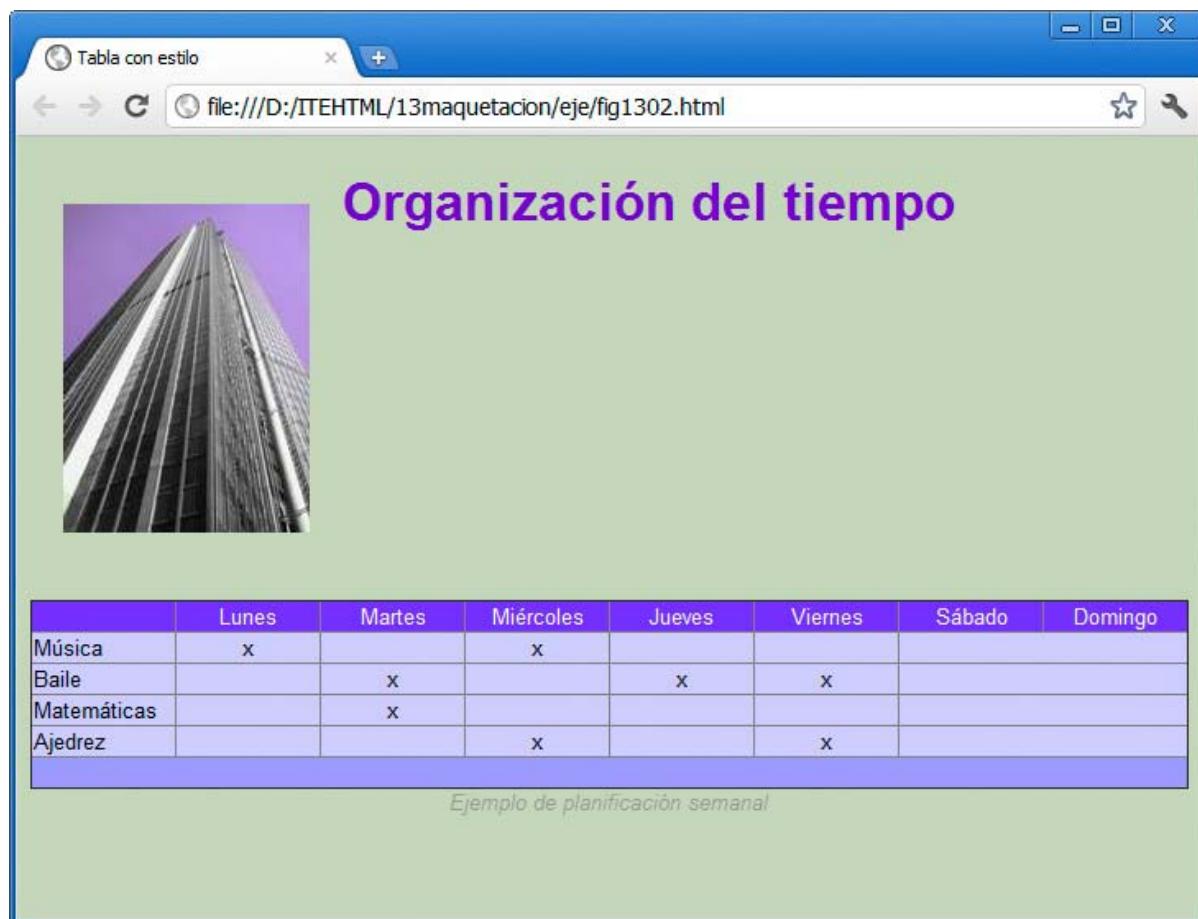 Tabla con estilo
file:///D:/ITEHTML/13maquetacion/eje/fig1302.html
Organización del tiempo
Lunes Martes Miércoles Jueves Viernes Sábado Domingo
Música x x
Baile x x x
Matemáticas x
Ajedrez x x
Ejemplo de planificación semanal